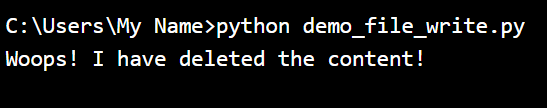 C:\Users\My Name>python demo_file_write.py
Woops! I have deleted the content!